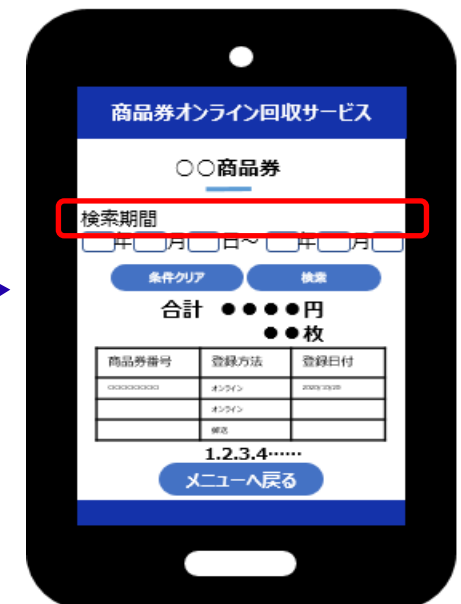 商品券オンライン回収サービス
○○商品券
検索期間
年 月 日～ 年 月
条件クリア 検索
合計 ●●●●円
●●枚
商品券番号 登録方法 登録日付
○○○○○○○○ オンライン 2020/10/20
オンライン
郵送
1.2.3.4……
メニューへ戻る